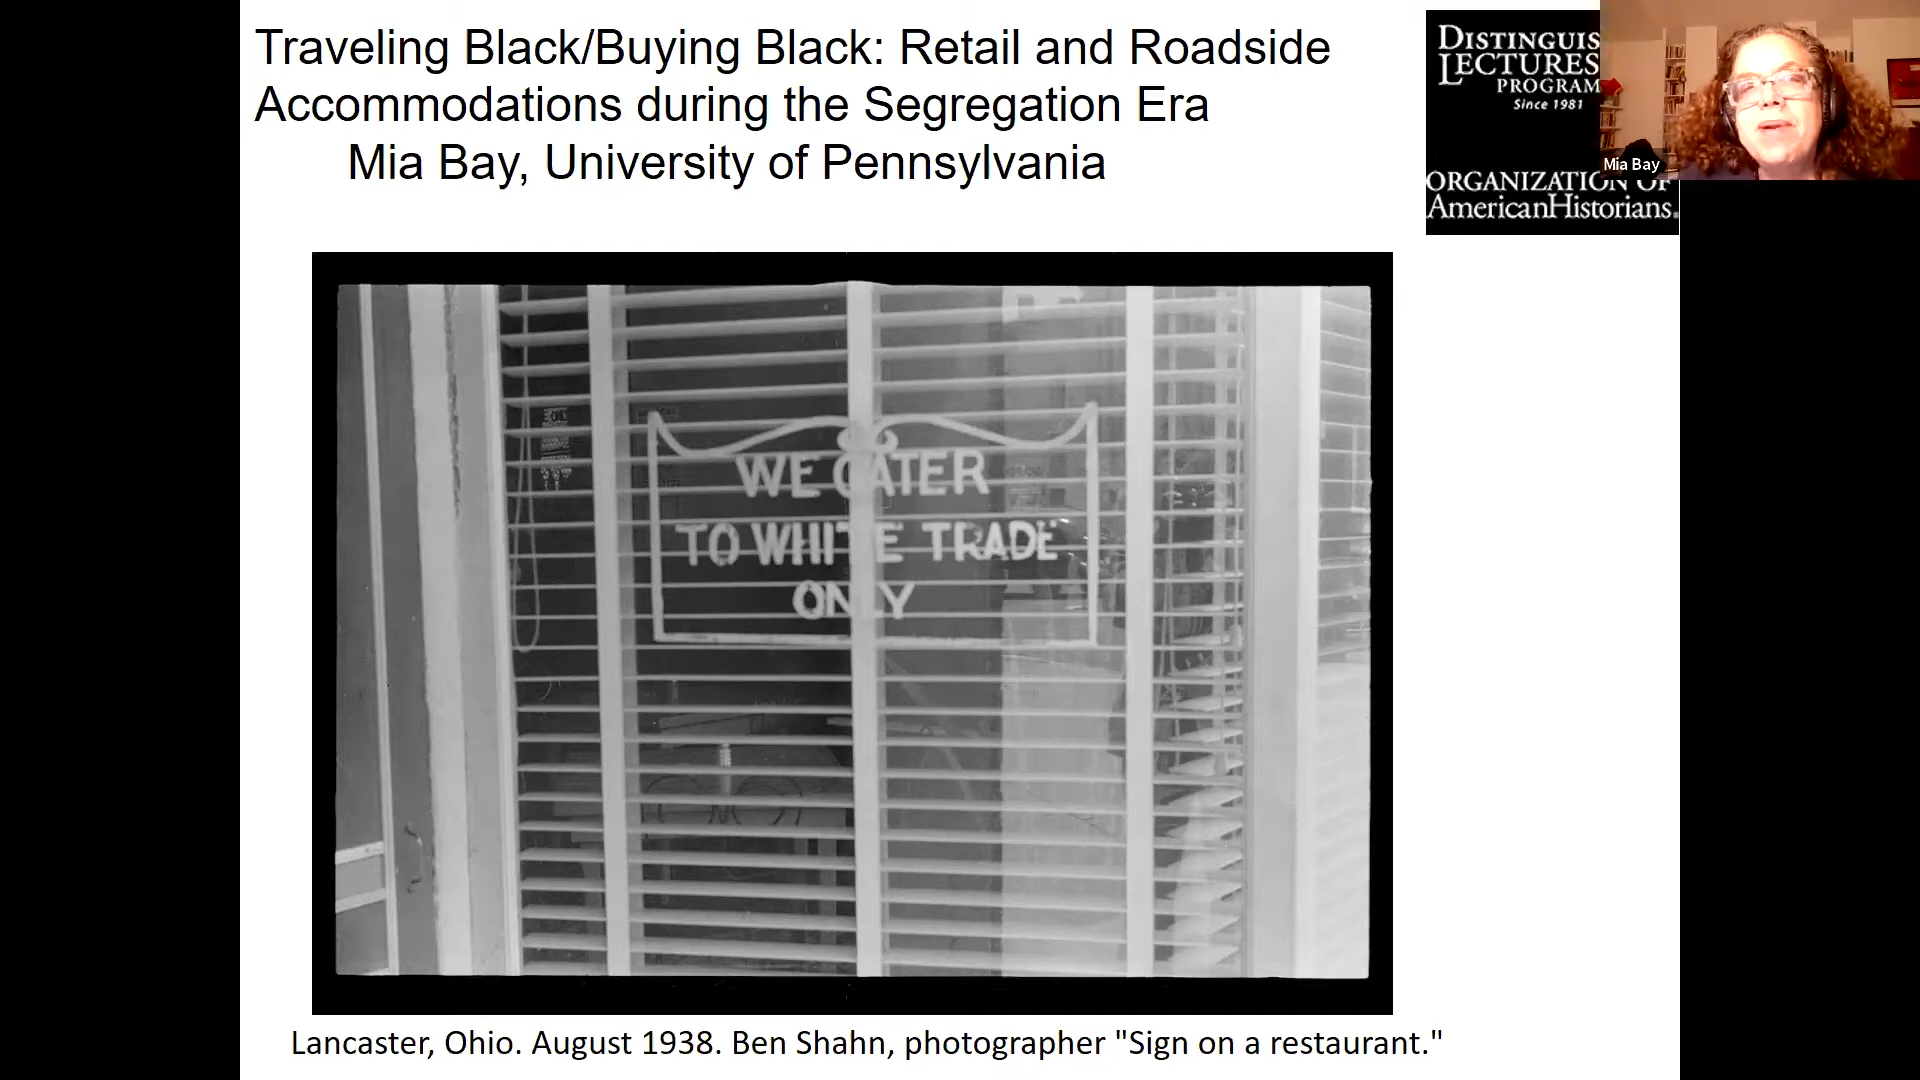 Traveling Black/Buying Black: Retail and Roadside
Accommodations during the Segregation Era
Mia Bay, University of Pennsylvania
DISTINGUIS
LECTURES
PROGRAM
Since 1981
Mia Bay
ORGANIZATION OF
AmericanHistorians®
WE CATER
TO WHITE TRADE
ONLY
Lancaster, Ohio. August 1938. Ben Shahn, photographer "Sign on a restaurant."